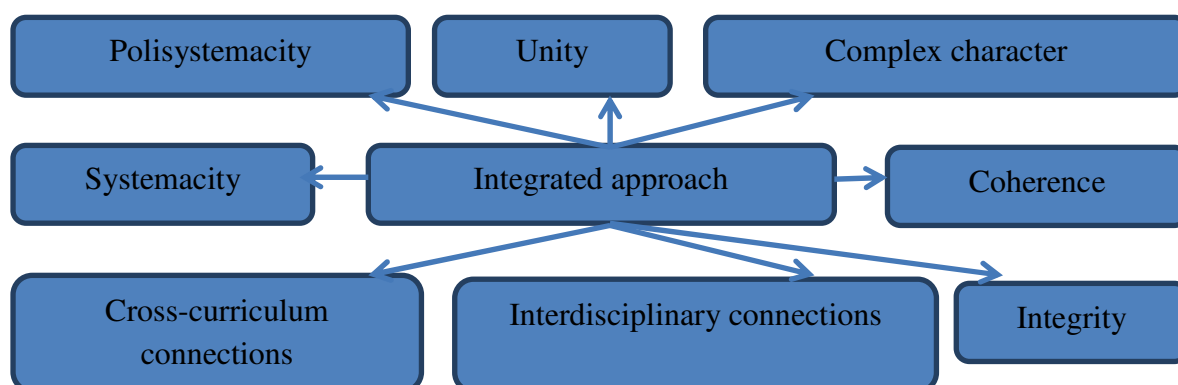 Polisystemacity
Unity
Complex character
Systemacity
Integrated approach
Coherence
Cross-curriculum
connections
Interdisciplinary connections
Integrity